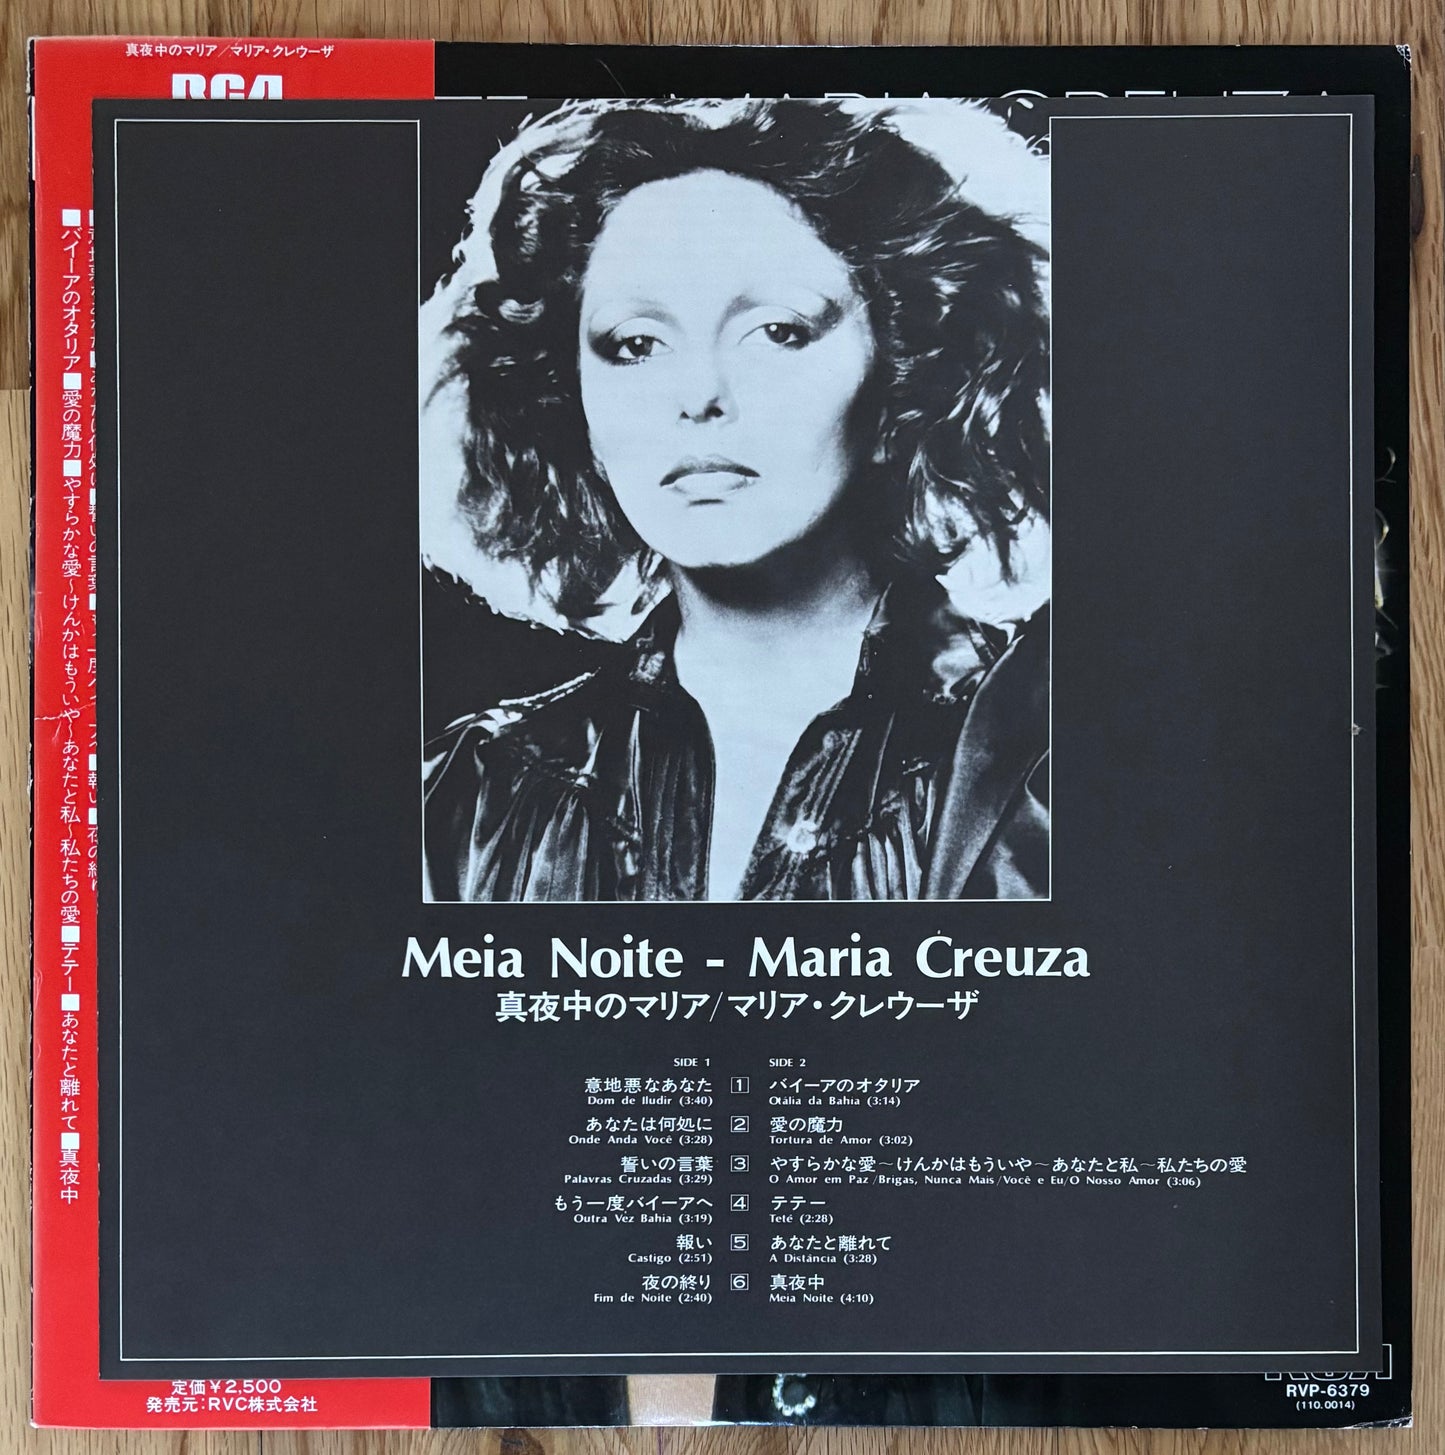 真夜中のマリア/マリア・クレウーザ
RCA
■バイーアのオタリア■愛の魔力■やすらかな愛~けんかはもういや~あなたと私~私たちの愛■テテー■あなたと離れて■真夜中
Meia Noite - Maria Creuza
真夜中のマリア/マリア・クレウーザ
SIDE 1 SIDE 2
意地悪なあなた 1 バイーアのオタリア
Dom de Iludir (3:40) Otália da Bahia (3:14)
あなたは何処に 2 愛の魔力
Onde Anda Você (3:28) Tortura de Amor (3:02)
誓いの言葉 3 やすらかな愛~けんかはもういや~あなたと私~私たちの愛
Palavras Cruzadas (3:29) O Amor em Paz/Brigas, Nunca Mais/Você e Eu/O Nosso Amor (3:06)
もう一度バイーアへ 4 テテー
Outra Vez Bahia (3:19) Teté (2:28)
報い 5 あなたと離れて
Castigo (2:51) A Distância (3:28)
夜の終り 6 真夜中
Fim de Noite (2:40) Meia Noite (4:10)
定価¥2,500
発売元:RVC株式会社
RVP-6379
(110.0014)